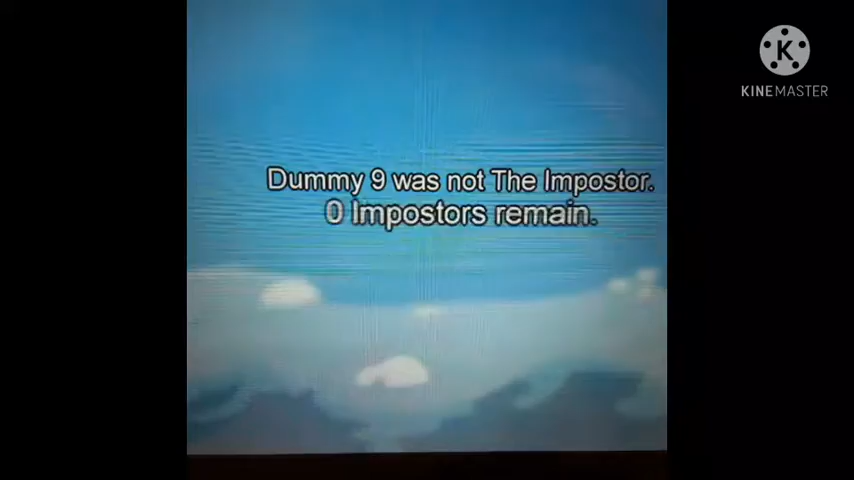 Dummy 9 was not The Impostor.
0 Impostors remain.
K
KINEMASTER